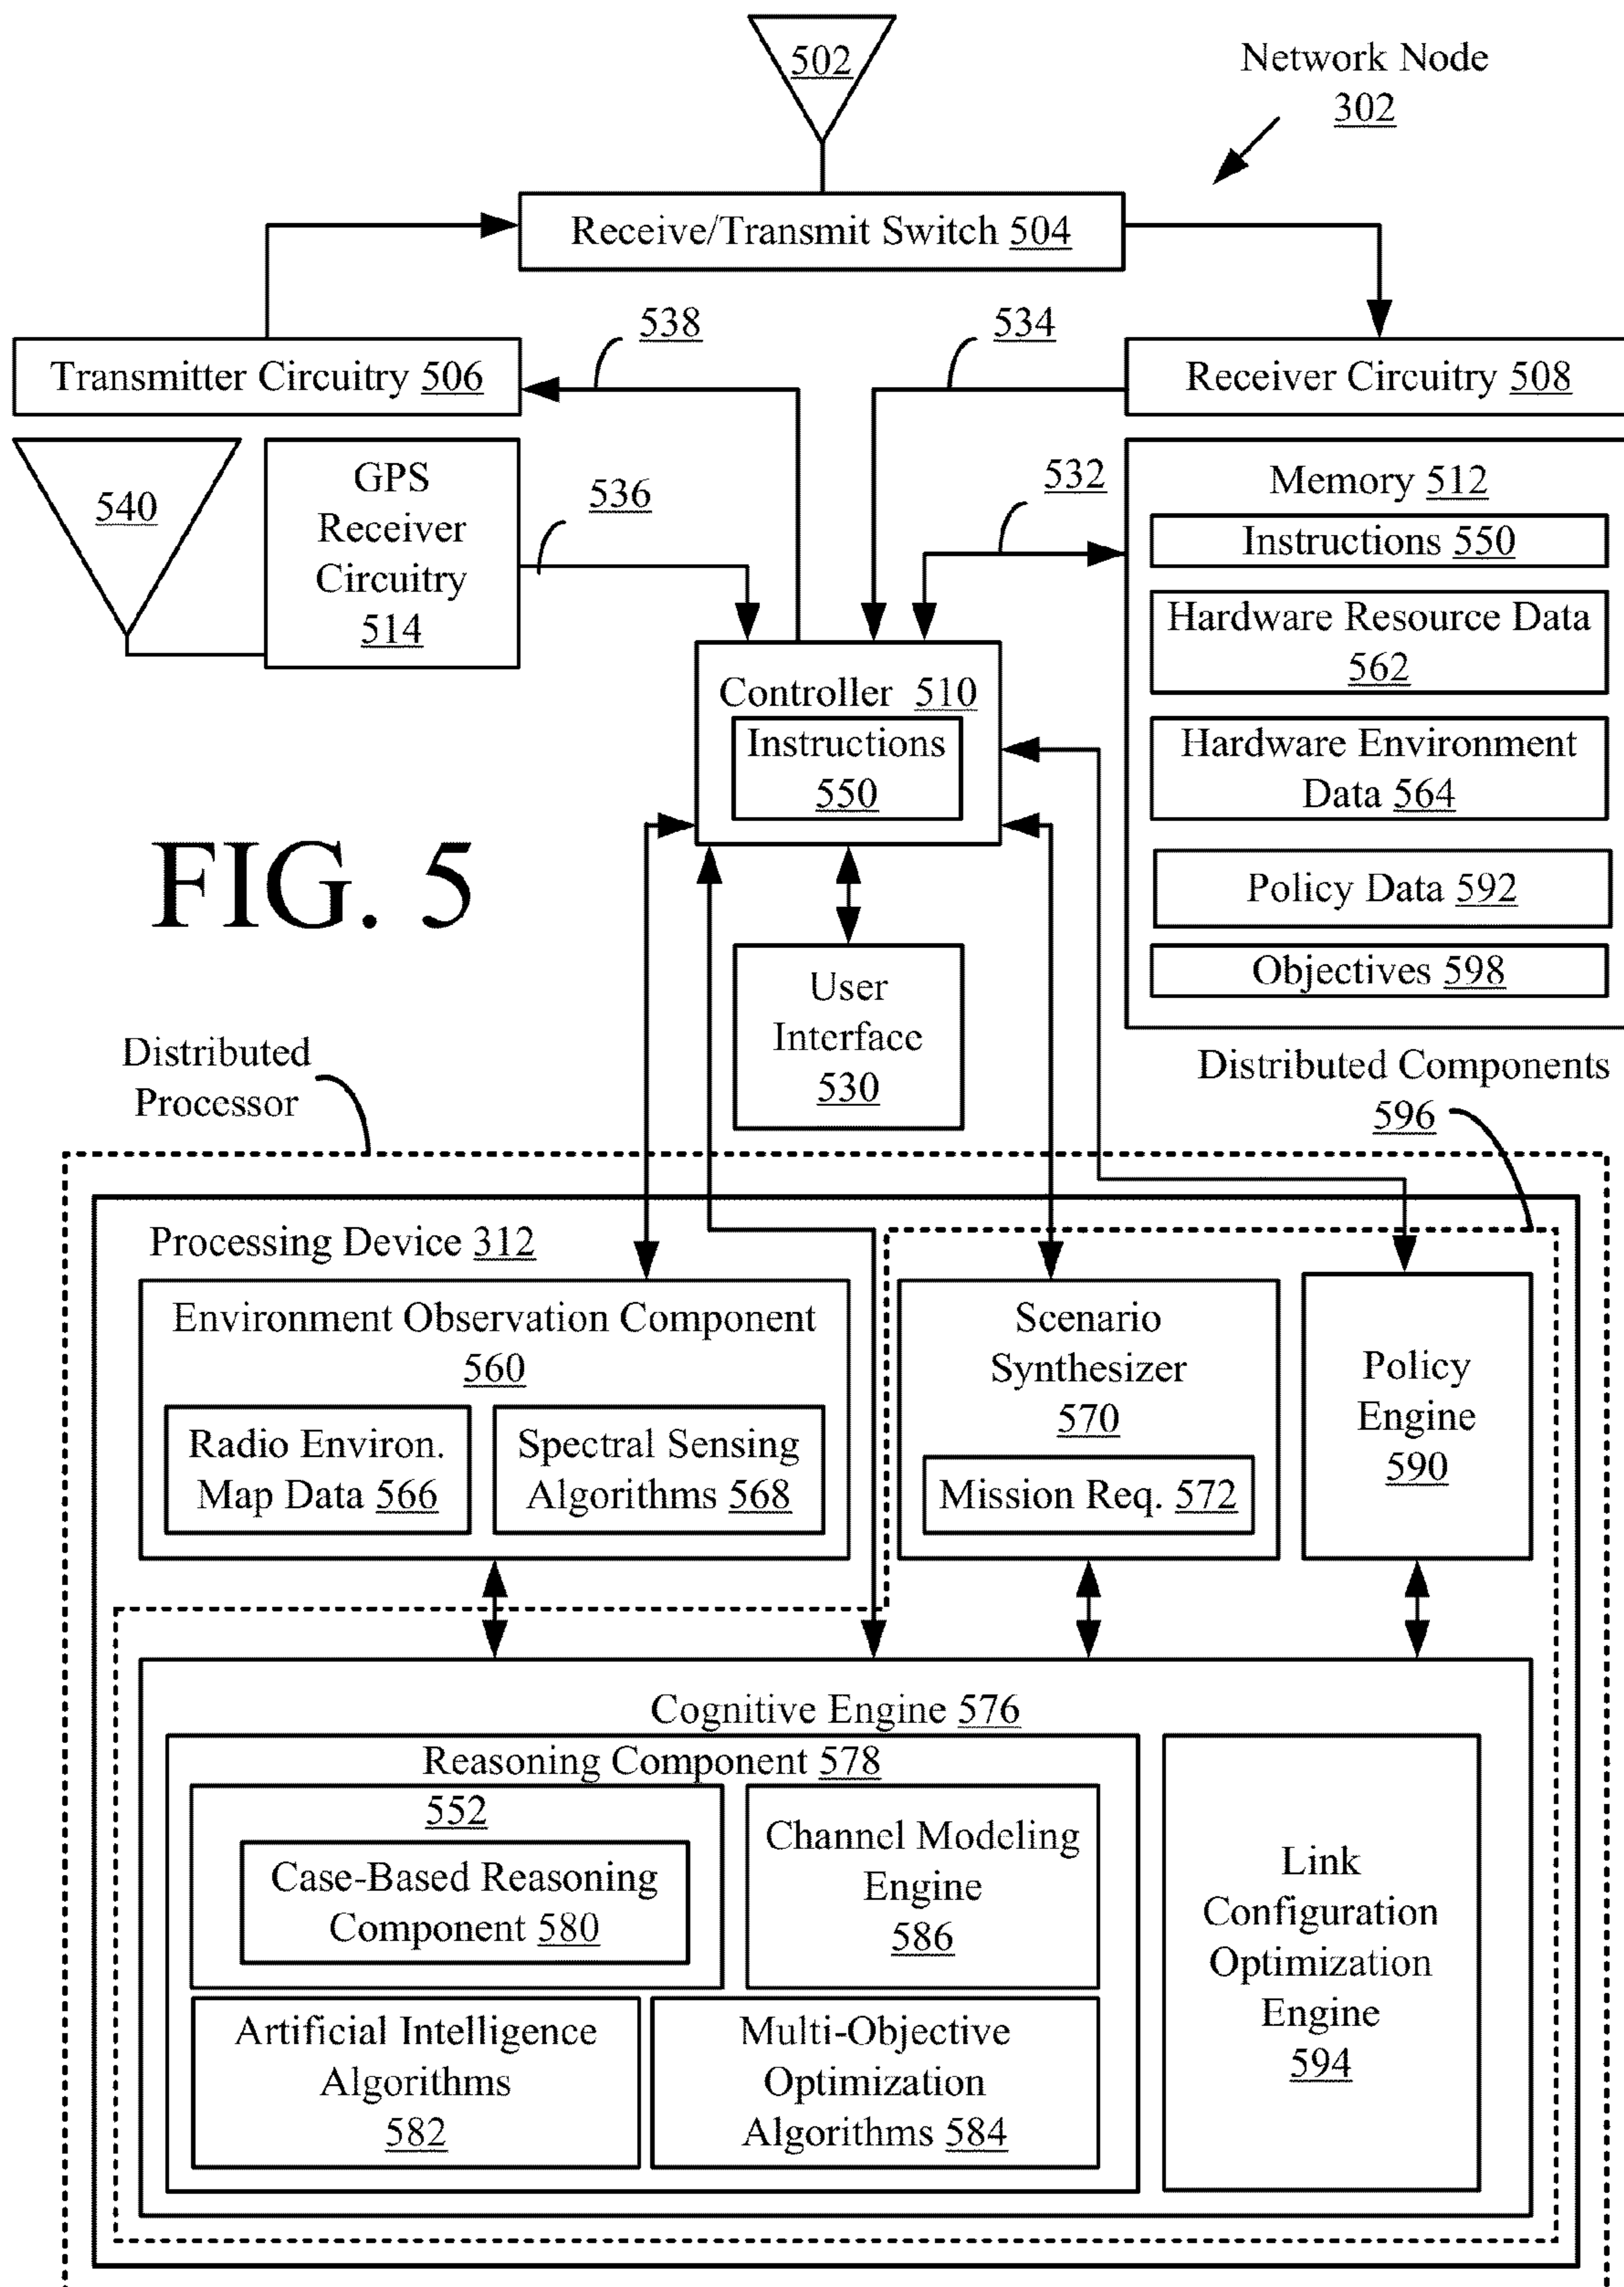 502
Network Node
302
Receive/Transmit Switch 504
538
534
Transmitter Circuitry 506
Receiver Circuitry 508
540
GPS
Receiver
Circuitry
514
536
532
Memory 512
Instructions 550
Hardware Resource Data
562
Hardware Environment
Data 564
Policy Data 592
Objectives 598
Controller 510
Instructions
550
FIG. 5
User
Interface
530
Distributed
Processor
Distributed Components
596
Processing Device 312
Environment Observation Component
560
Radio Environ.
Map Data 566
Spectral Sensing
Algorithms 568
Scenario
Synthesizer
570
Mission Req. 572
Policy
Engine
590
Cognitive Engine 576
Reasoning Component 578
552
Case-Based Reasoning
Component 580
Channel Modeling
Engine
586
Artificial Intelligence
Algorithms
582
Multi-Objective
Optimization
Algorithms 584
Link
Configuration
Optimization
Engine
594